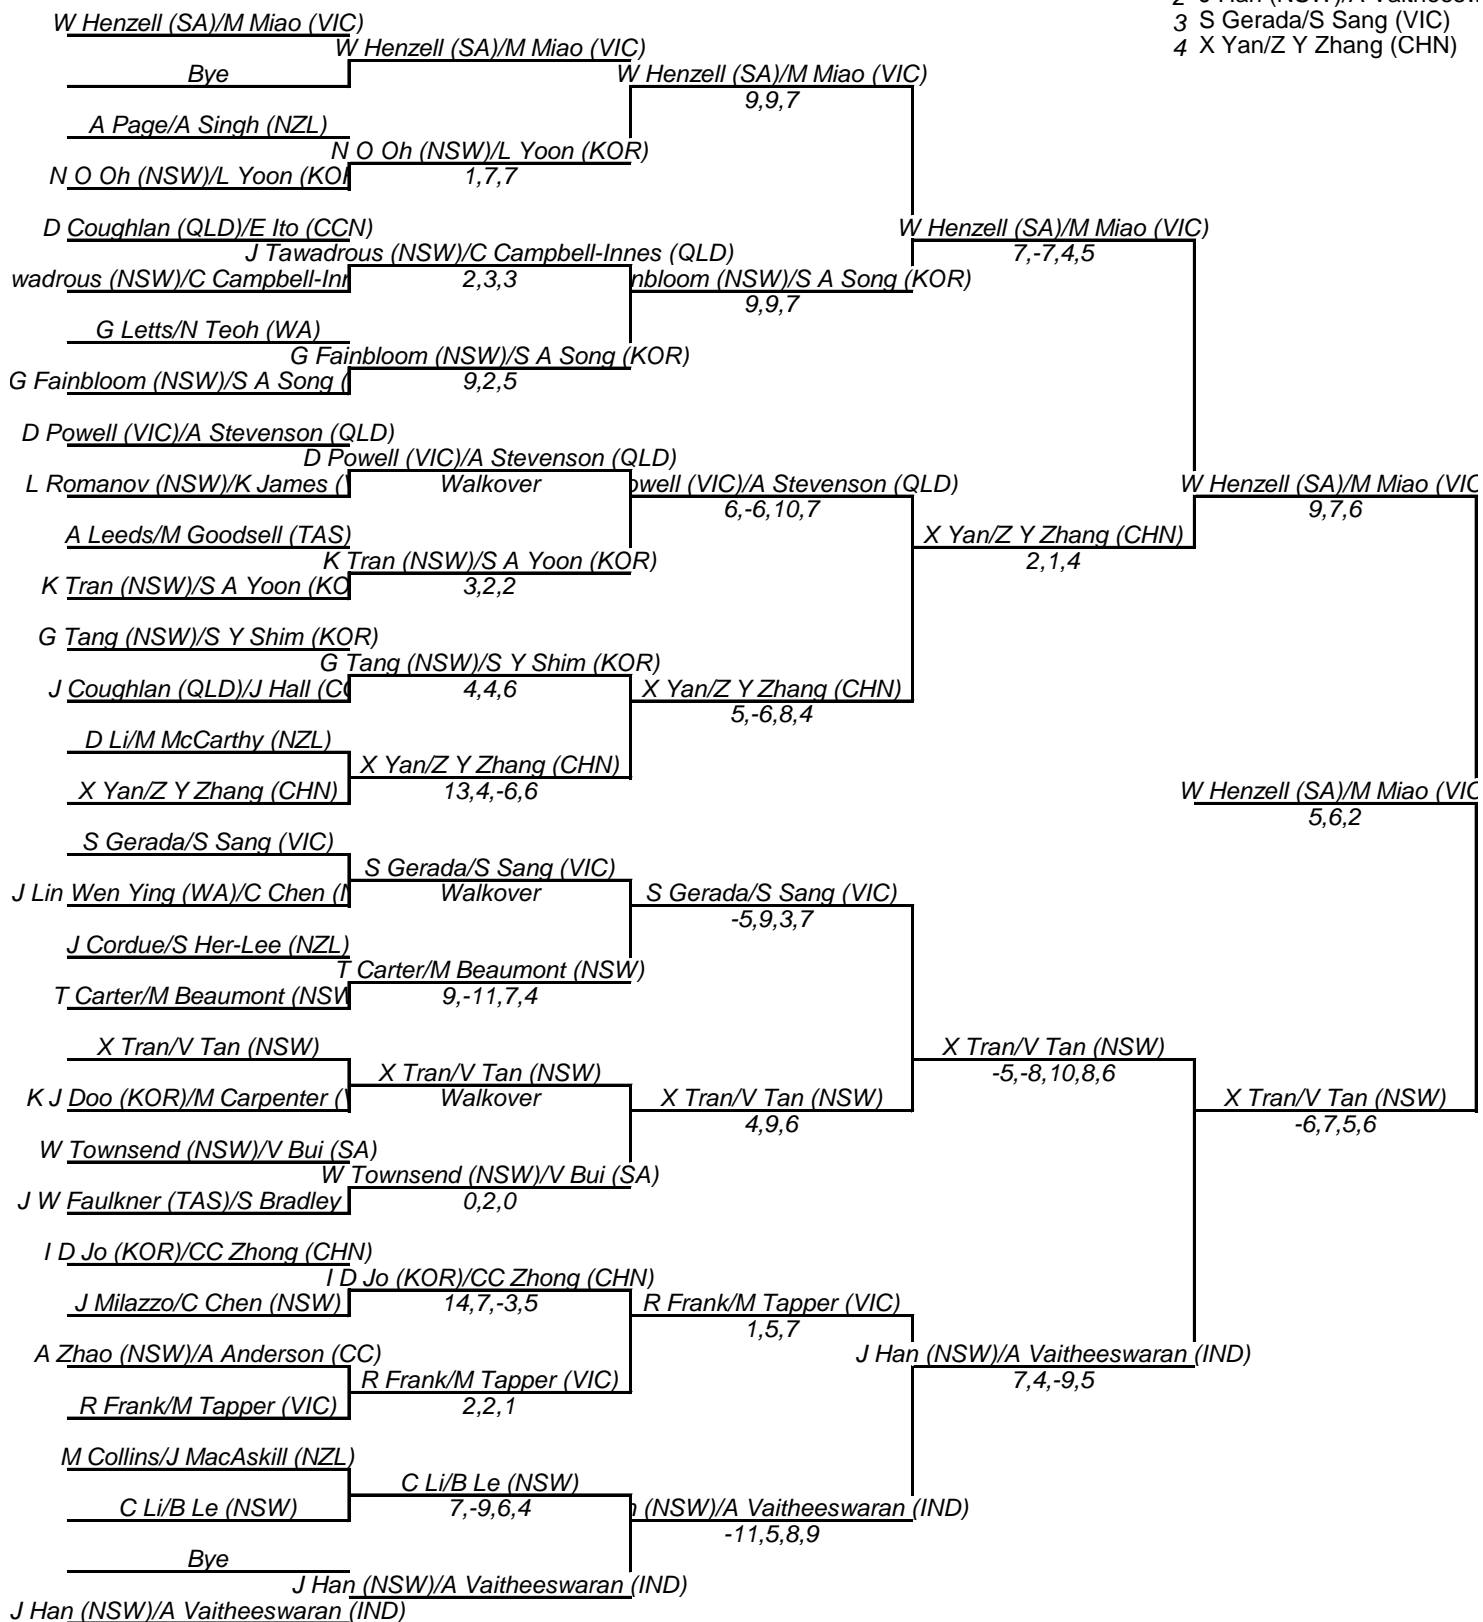 2 J Han (NSW)/A Vaitheesw
3 S Gerada/S Sang (VIC)
4 X Yan/Z Y Zhang (CHN)
W Henzell (SA)/M Miao (VIC)
W Henzell (SA)/M Miao (VIC)
Bye
W Henzell (SA)/M Miao (VIC)
9,9,7
A Page/A Singh (NZL)
N O Oh (NSW)/L Yoon (KOR)
N O Oh (NSW)/L Yoon (KOR
1,7,7
D Coughlan (QLD)/E Ito (CCN)
W Henzell (SA)/M Miao (VIC)
7,-7,4,5
J Tawadrous (NSW)/C Campbell-Innes (QLD)
wadrous (NSW)/C Campbell-Inn
2,3,3
nbloom (NSW)/S A Song (KOR)
9,9,7
G Letts/N Teoh (WA)
G Fainbloom (NSW)/S A Song (KOR)
G Fainbloom (NSW)/S A Song (
9,2,5
D Powell (VIC)/A Stevenson (QLD)
D Powell (VIC)/A Stevenson (QLD)
L Romanov (NSW)/K James (V
Walkover
owell (VIC)/A Stevenson (QLD)
6,-6,10,7
W Henzell (SA)/M Miao (VIC
9,7,6
A Leeds/M Goodsell (TAS)
X Yan/Z Y Zhang (CHN)
2,1,4
K Tran (NSW)/S A Yoon (KOR)
K Tran (NSW)/S A Yoon (KO
3,2,2
G Tang (NSW)/S Y Shim (KOR)
G Tang (NSW)/S Y Shim (KOR)
J Coughlan (QLD)/J Hall (CC
4,4,6
X Yan/Z Y Zhang (CHN)
5,-6,8,4
D Li/M McCarthy (NZL)
X Yan/Z Y Zhang (CHN)
X Yan/Z Y Zhang (CHN)
13,4,-6,6
W Henzell (SA)/M Miao (VIC
5,6,2
S Gerada/S Sang (VIC)
S Gerada/S Sang (VIC)
J Lin Wen Ying (WA)/C Chen (N
Walkover
S Gerada/S Sang (VIC)
-5,9,3,7
J Cordue/S Her-Lee (NZL)
T Carter/M Beaumont (NSW)
T Carter/M Beaumont (NSW
9,-11,7,4
X Tran/V Tan (NSW)
X Tran/V Tan (NSW)
-5,-8,10,8,6
X Tran/V Tan (NSW)
K J Doo (KOR)/M Carpenter (V
Walkover
X Tran/V Tan (NSW)
4,9,6
X Tran/V Tan (NSW)
-6,7,5,6
W Townsend (NSW)/V Bui (SA)
W Townsend (NSW)/V Bui (SA)
J W Faulkner (TAS)/S Bradley
0,2,0
I D Jo (KOR)/CC Zhong (CHN)
I D Jo (KOR)/CC Zhong (CHN)
J Milazzo/C Chen (NSW)
14,7,-3,5
R Frank/M Tapper (VIC)
1,5,7
A Zhao (NSW)/A Anderson (CC)
J Han (NSW)/A Vaitheeswaran (IND)
7,4,-9,5
R Frank/M Tapper (VIC)
R Frank/M Tapper (VIC)
2,2,1
M Collins/J MacAskill (NZL)
C Li/B Le (NSW)
C Li/B Le (NSW)
7,-9,6,4
(NSW)/A Vaitheeswaran (IND)
-11,5,8,9
Bye
J Han (NSW)/A Vaitheeswaran (IND)
J Han (NSW)/A Vaitheeswaran (IND)